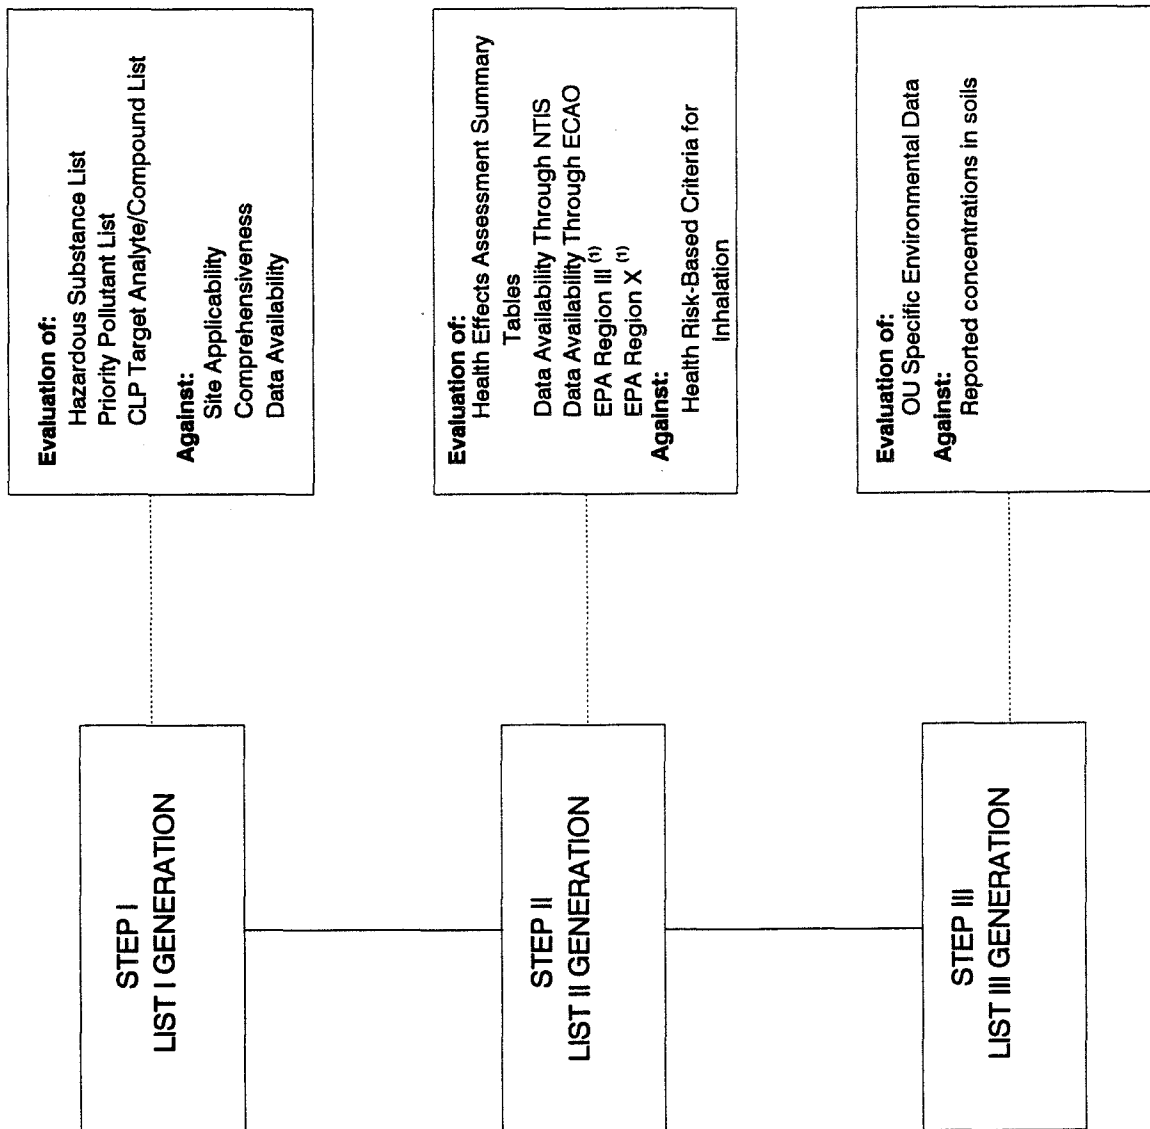 STEP I
LIST I GENERATION
Evaluation of:
Hazardous Substance List
Priority Pollutant List
CLP Target Analyte/Compound List
Against:
Site Applicability
Comprehensiveness
Data Availability
STEP II
LIST II GENERATION
Evaluation of:
Health Effects Assessment Summary
Tables
Data Availability Through NTIS
Data Availability Through ECAO
EPA Region III (1)
EPA Region X (1)
Against:
Health Risk-Based Criteria for
Inhalation
STEP III
LIST III GENERATION
Evaluation of:
OU Specific Environmental Data
Against:
Reported concentrations in soils